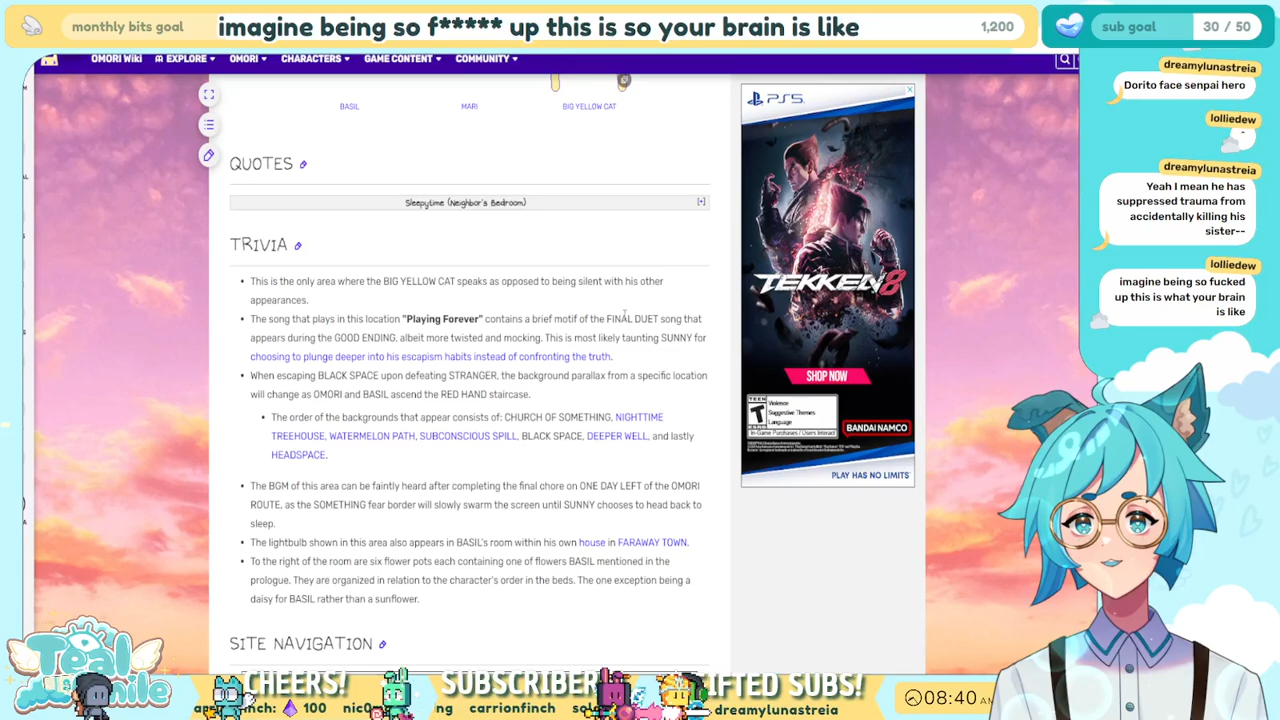 monthly bits goal
imagine being so f***** up this is so your brain is like
1,200
sub goal
30 / 50
OMORI Wiki
EXPLORE
OMORI
CHARACTERS
GAME CONTENT
COMMUNITY
BASIL
MARI
BIG YELLOW CAT
QUOTES
Sleepytime (Neighbor's Bedroom)
[+]
TRIVIA
• This is the only area where the BIG YELLOW CAT speaks as opposed to being silent with his other
appearances.
• The song that plays in this location "Playing Forever" contains a brief motif of the FINAL DUET song that
appears during the GOOD ENDING, albeit more twisted and mocking. This is most likely taunting SUNNY for
choosing to plunge deeper into his escapism habits instead of confronting the truth.
• When escaping BLACK SPACE upon defeating STRANGER, the background parallax from a specific location
will change as OMORI and BASIL ascend the RED HAND staircase.
• The order of the backgrounds that appear consists of: CHURCH OF SOMETHING, NIGHTTIME
TREEHOUSE, WATERMELON PATH, SUBCONSCIOUS SPILL, BLACK SPACE, DEEPER WELL, and lastly
HEADSPACE.
• The BGM of this area can be faintly heard after completing the final chore on ONE DAY LEFT of the OMORI
ROUTE, as the SOMETHING fear border will slowly swarm the screen until SUNNY chooses to head back to
sleep.
• The lightbulb shown in this area also appears in BASIL's room within his own house in FARAWAY TOWN.
• To the right of the room are six flower pots each containing one of flowers BASIL mentioned in the
prologue. They are organized in relation to the character's order in the beds. The one exception being a
daisy for BASIL rather than a sunflower.
SITE NAVIGATION
PS5
TEKKEN 8
SHOP NOW
TEEN
T
Violence
Suggestive Themes
Language
In-Game Purchases / Users Interact
BANDAI NAMCO
PLAY HAS NO LIMITS
dreamylunastreia
Dorito face senpai hero
lolliedew
dreamylunastreia
Yeah I mean he has
suppressed trauma from
accidentally killing his
sister--
lolliedew
imagine being so fucked
up this is what your brain
is like
Teal
Smile
CHEERS!
SUBSCRIBER
IFTED SUBS!
nch:
100
nic0
ng
carrionfinch
dreamylunastreia
08:40 AM